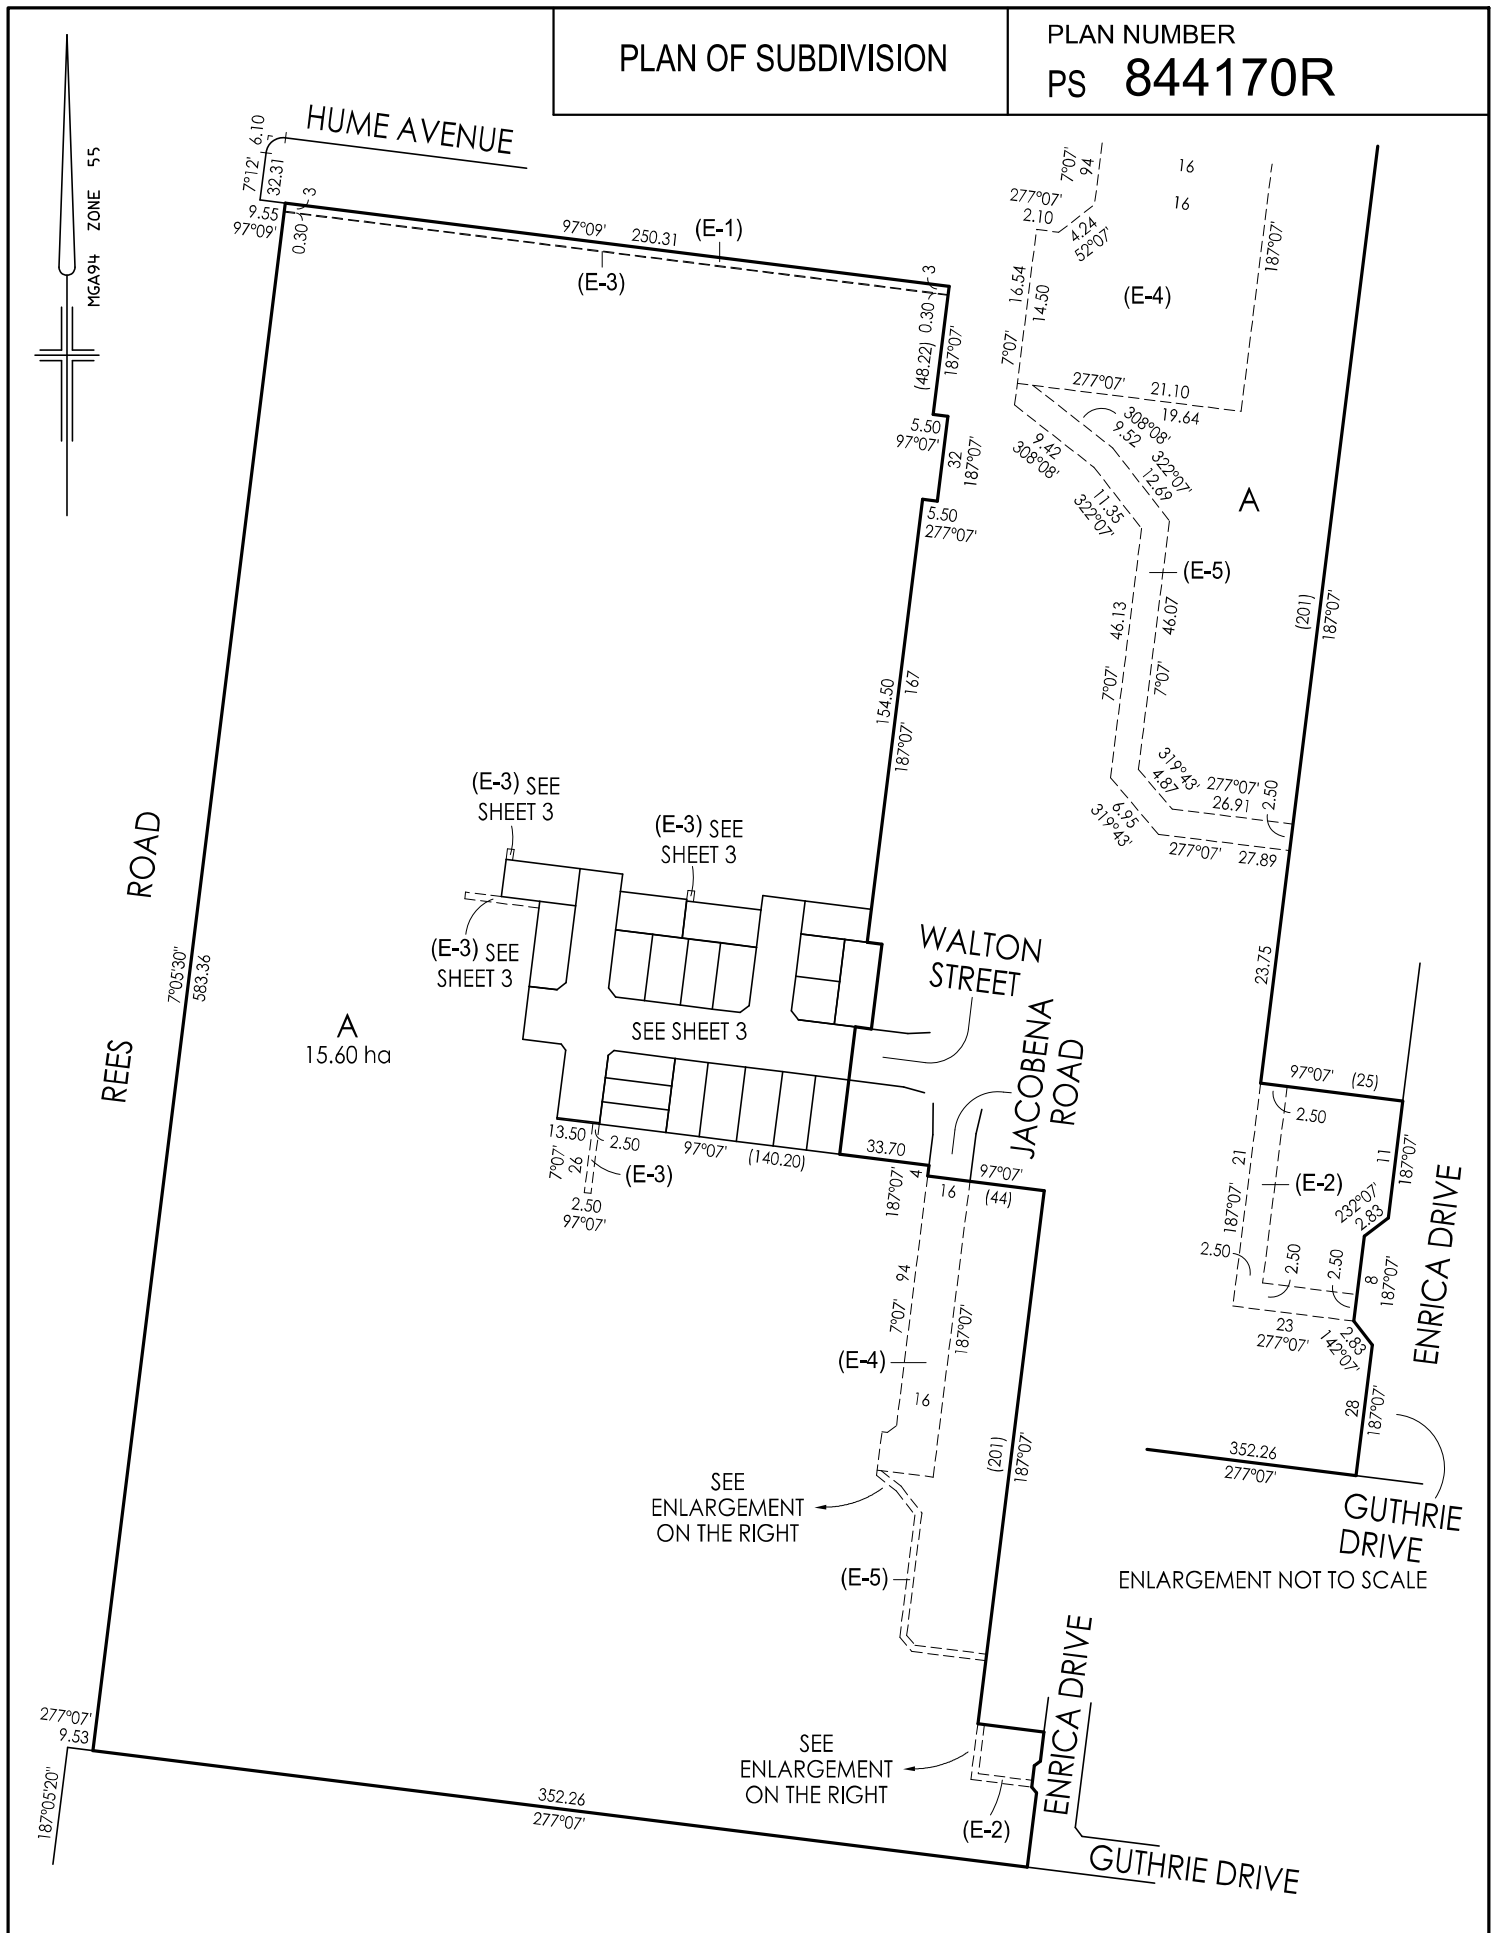 PLAN OF SUBDIVISION
PLAN NUMBER
PS 844170R
MGA94 ZONE 55
HUME AVENUE
6.10
7°12'
32.31
3
9.55
97°09'
0.30
97°09' 250.31
(E-1)
(E-3)
3
0.30
(48.22)
187°07'
5.50
97°07'
32
187°07'
5.50
277°07'
154.50
167
187°07'
7°07'
94
16
16
277°07'
2.10
4.24
52°07'
187°07'
16.54
14.50
7°07'
(E-4)
277°07' 21.10
19.64
308°08'
9.52
9.42
308°08'
322°07'
12.69
11.35
322°07'
A
(E-5)
46.13
46.07
7°07'
7°07'
(201)
187°07'
319°43'
4.87
277°07'
26.91
2.50
6.95
319°43'
277°07' 27.89
23.75
REES ROAD
7°05'30"
583.36
A
15.60 ha
(E-3) SEE
SHEET 3
(E-3) SEE
SHEET 3
(E-3) SEE
SHEET 3
SEE SHEET 3
WALTON
STREET
JACOBENA
ROAD
13.50
2.50
7°07'
26
(E-3)
2.50
97°07'
97°07' (140.20)
33.70
187°07'
4
16
97°07'
(44)
94
7°07'
187°07'
(E-4)
16
(201)
187°07'
SEE
ENLARGEMENT
ON THE RIGHT
(E-5)
97°07' (25)
2.50
21
187°07'
(E-2)
11
187°07'
232°07'
2.83
2.50
2.50
2.50
8
187°07'
23
277°07'
2.83
142°07'
28
187°07'
ENRICA DRIVE
352.26
277°07'
GUTHRIE
DRIVE
ENLARGEMENT NOT TO SCALE
277°07'
9.53
187°05'20"
352.26
277°07'
SEE
ENLARGEMENT
ON THE RIGHT
(E-2)
ENRICA DRIVE
GUTHRIE DRIVE